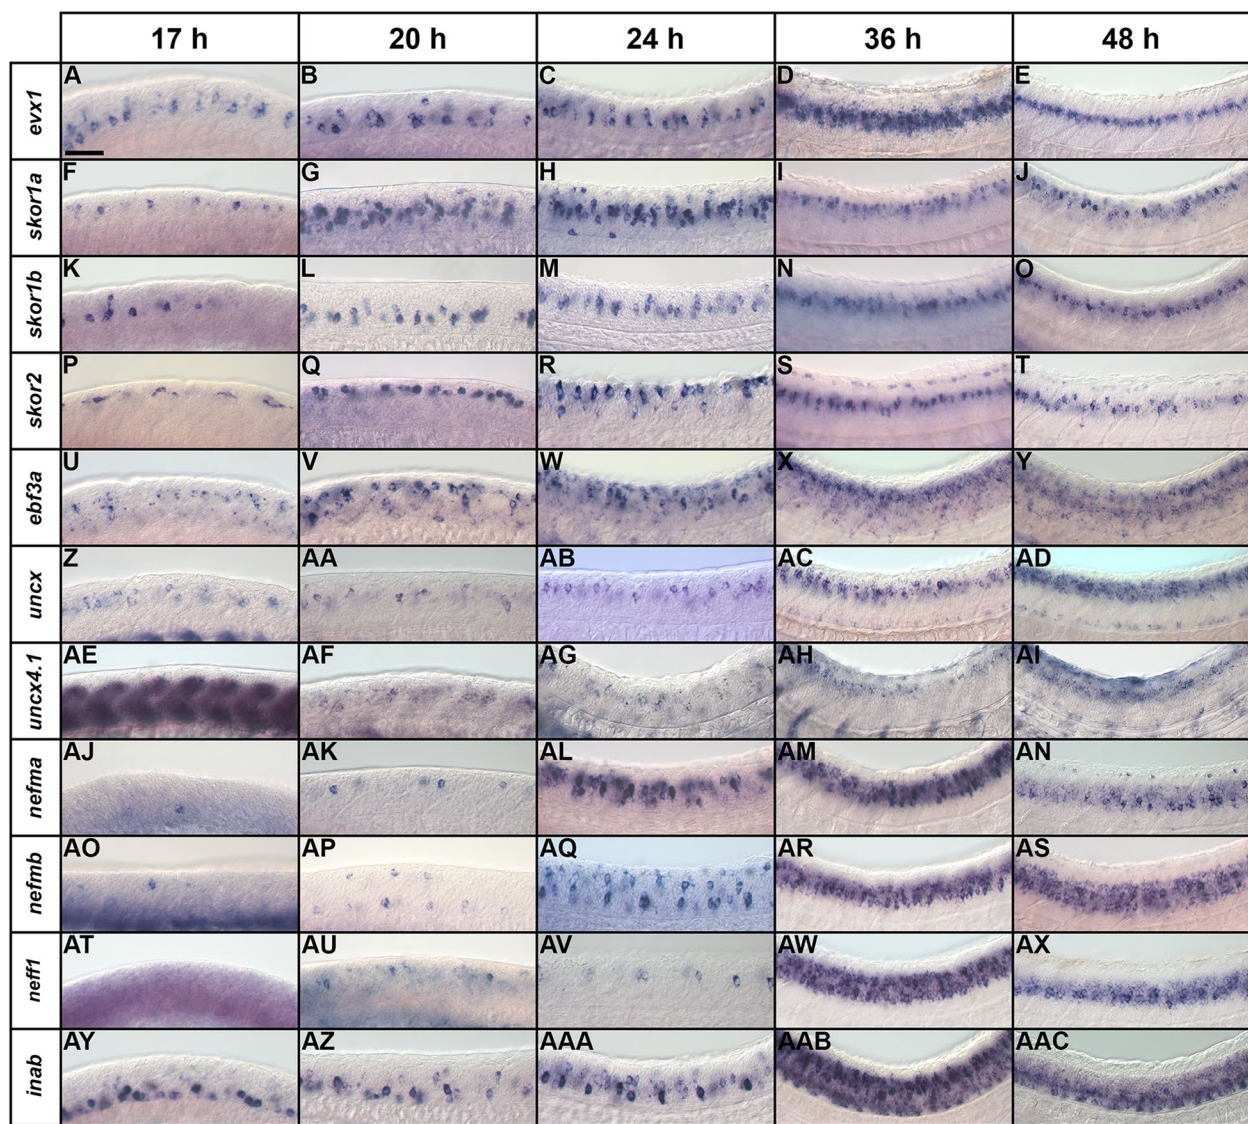 17 h 20 h 24 h 36 h 48 h
evx1 A B C D E
skor1a F G H I J
skor1b K L M N O
skor2 P Q R S T
ebf3a U V W X Y
uncx Z AA AB AC AD
uncx4.1 AE AF AG AH AI
nefma AJ AK AL AM AN
nefmb AO AP AQ AR AS
neff1 AT AU AV AW AX
inab AY AZ AAA AAB AAC